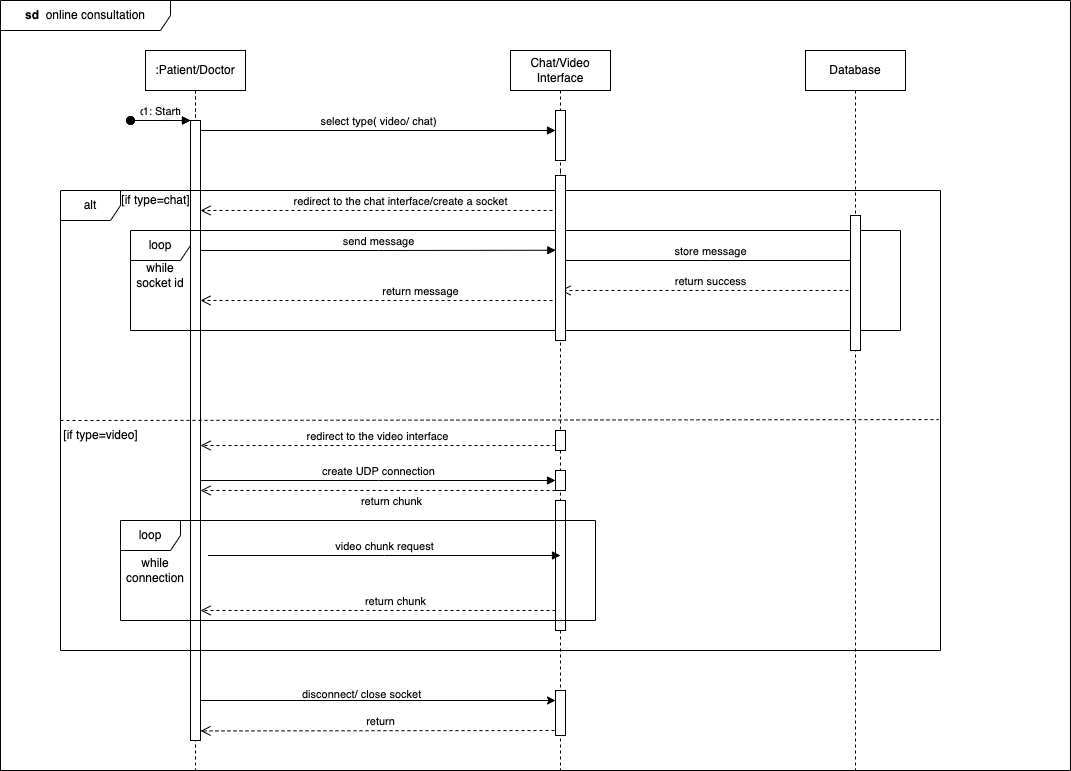 sd online consultation
:Patient/Doctor
Chat/Video
Interface
Database
1: Start
select type( video/ chat)
alt
[if type=chat]
redirect to the chat interface/create a socket
loop
while
socket id
send message
store message
return success
return message
[if type=video]
redirect to the video interface
create UDP connection
return chunk
loop
while
connection
video chunk request
return chunk
disconnect/ close socket
return